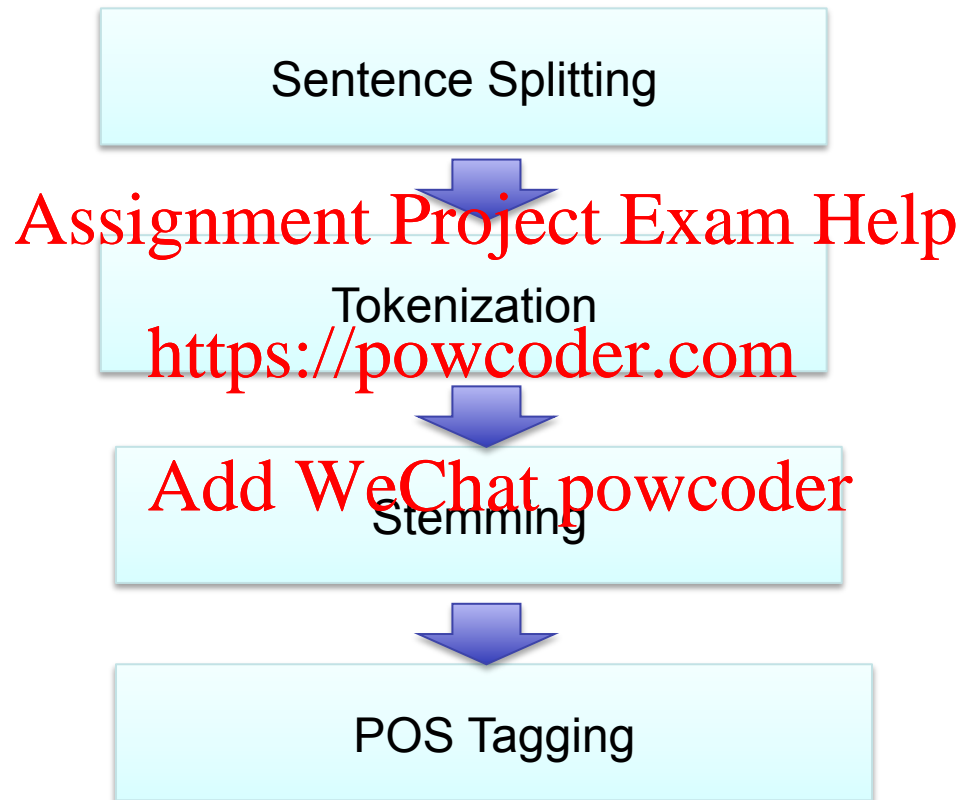 Sentence Splitting
Assignment Project Exam Help
Tokenization
https://powcoder.com
Add WeChat powcoder
Stemming
POS Tagging